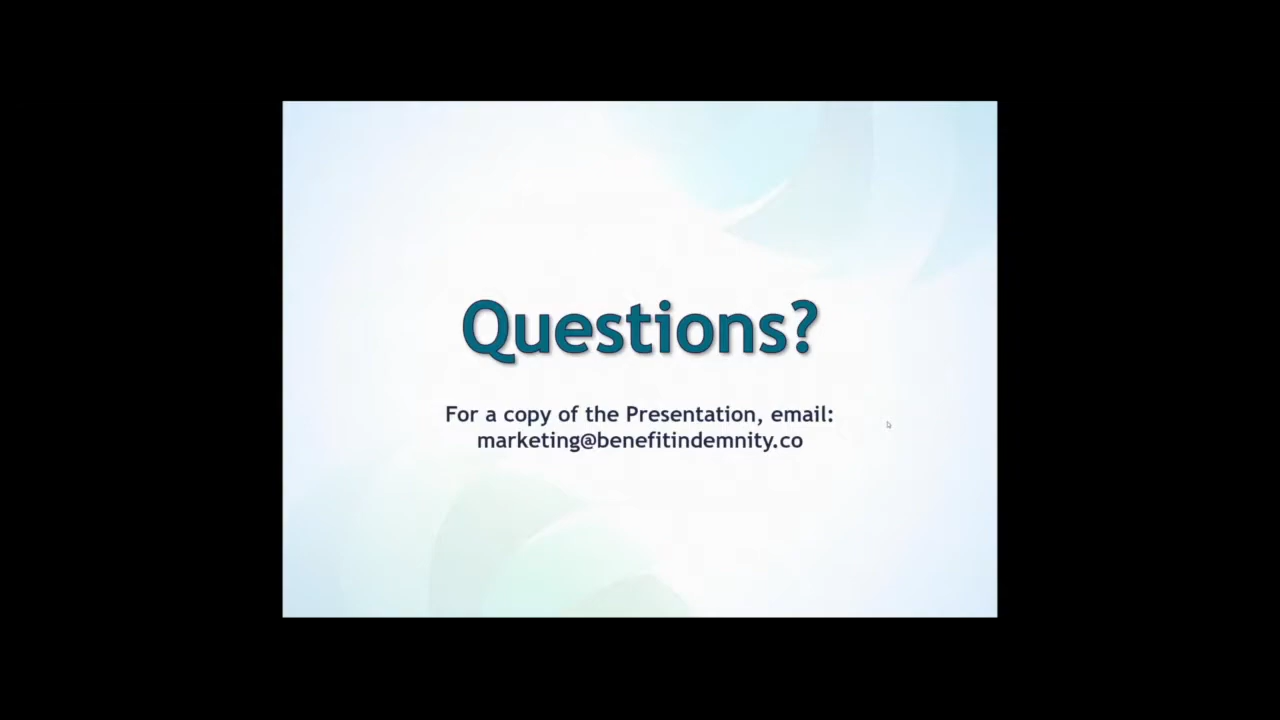 Questions?
For a copy of the Presentation, email:
marketing@benefitindemnity.co